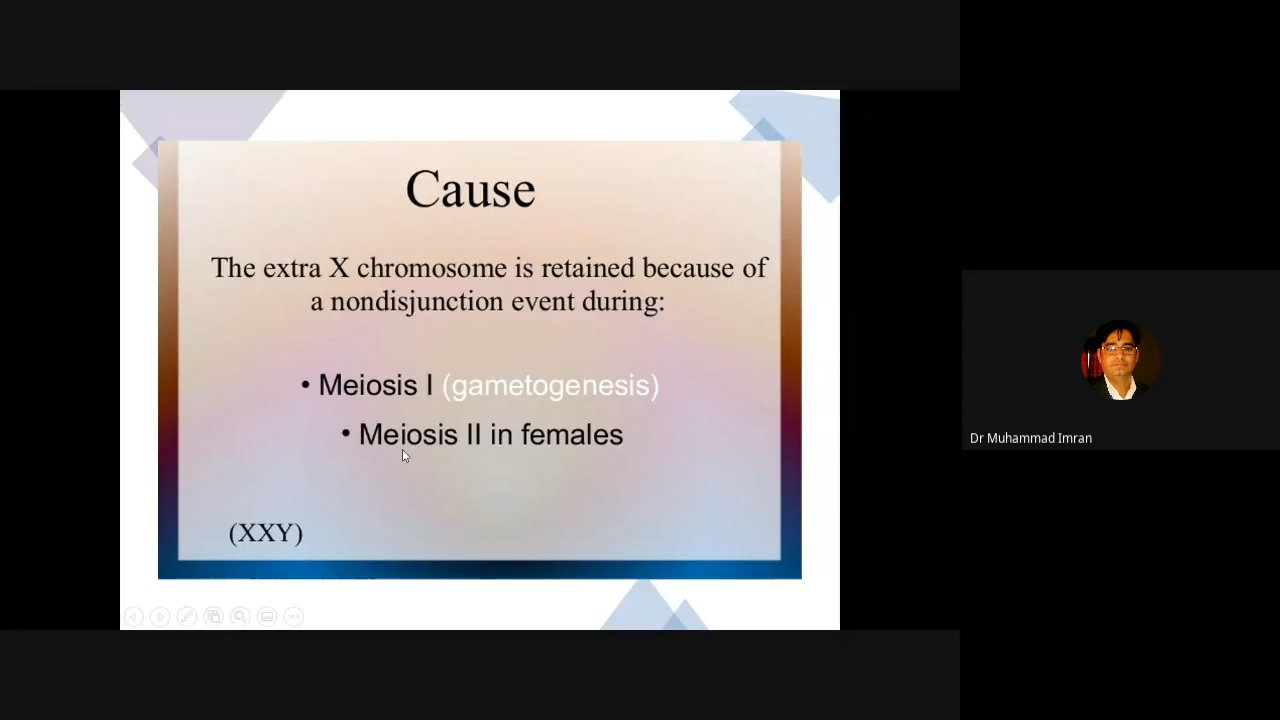 Cause
The extra X chromosome is retained because of
a nondisjunction event during:
• Meiosis I (gametogenesis)
• Meiosis II in females
(XXY)
Dr Muhammad Imran